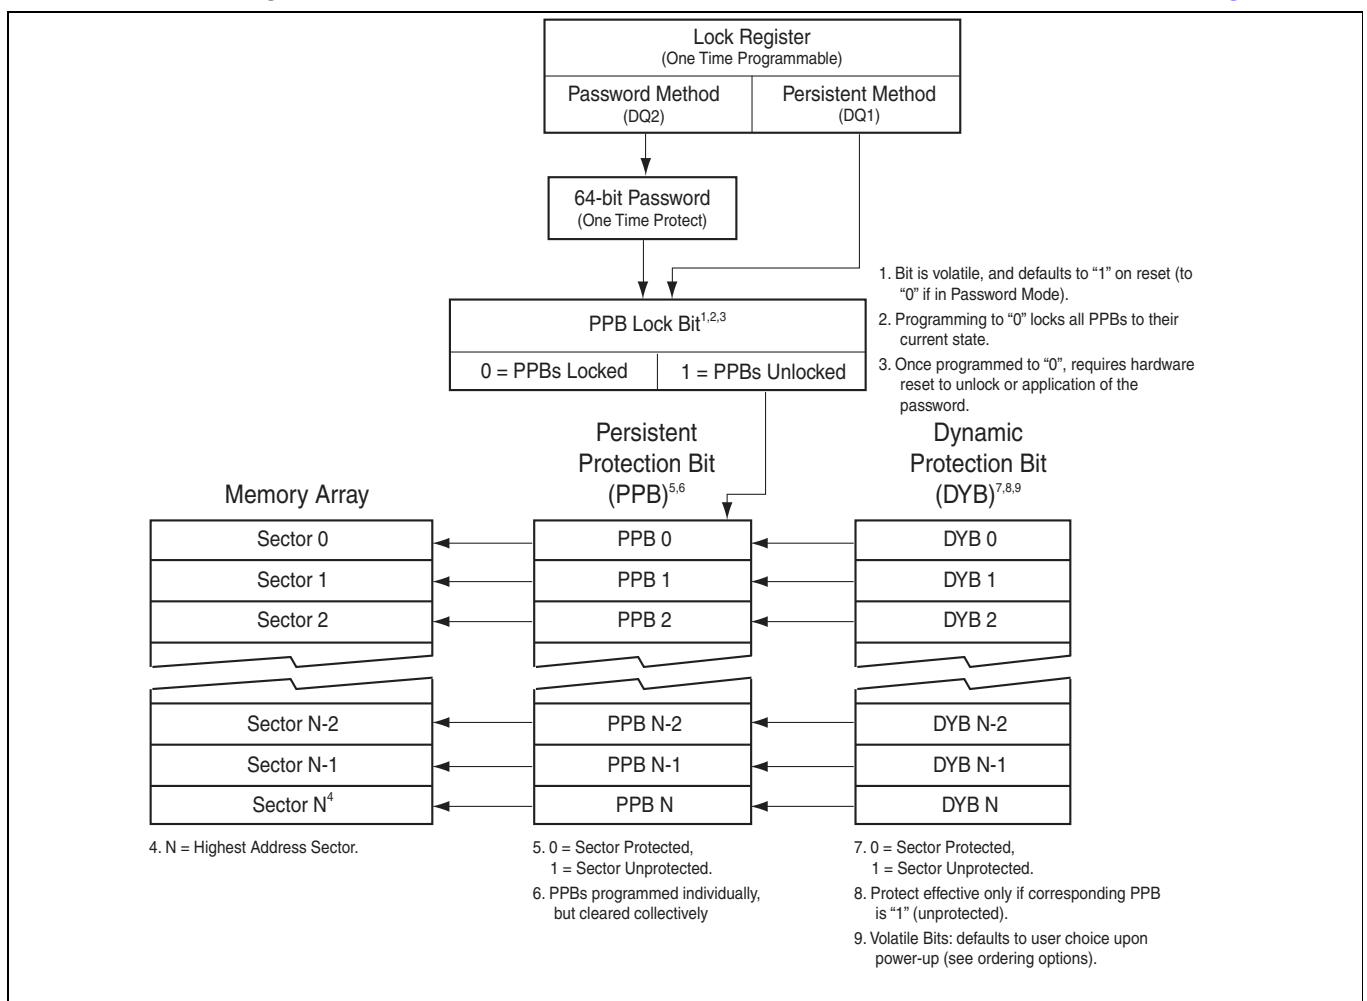 Lock Register
(One Time Programmable)
Password Method
(DQ2)
Persistent Method
(DQ1)
64-bit Password
(One Time Protect)
PPB Lock Bit1,2,3
0 = PPBs Locked
1 = PPBs Unlocked
1. Bit is volatile, and defaults to “1” on reset (to
“0” if in Password Mode).
2. Programming to “0” locks all PPBs to their
current state.
3. Once programmed to “0”, requires hardware
reset to unlock or application of the
password.
Memory Array
Persistent
Protection Bit
(PPB)5,6
Dynamic
Protection Bit
(DYB)7,8,9
Sector 0
PPB 0
DYB 0
Sector 1
PPB 1
DYB 1
Sector 2
PPB 2
DYB 2
Sector N-2
PPB N-2
DYB N-2
Sector N-1
PPB N-1
DYB N-1
Sector N4
PPB N
DYB N
4. N = Highest Address Sector.
5. 0 = Sector Protected,
1 = Sector Unprotected.
6. PPBs programmed individually,
but cleared collectively
7. 0 = Sector Protected,
1 = Sector Unprotected.
8. Protect effective only if corresponding PPB
is “1” (unprotected).
9. Volatile Bits: defaults to user choice upon
power-up (see ordering options).